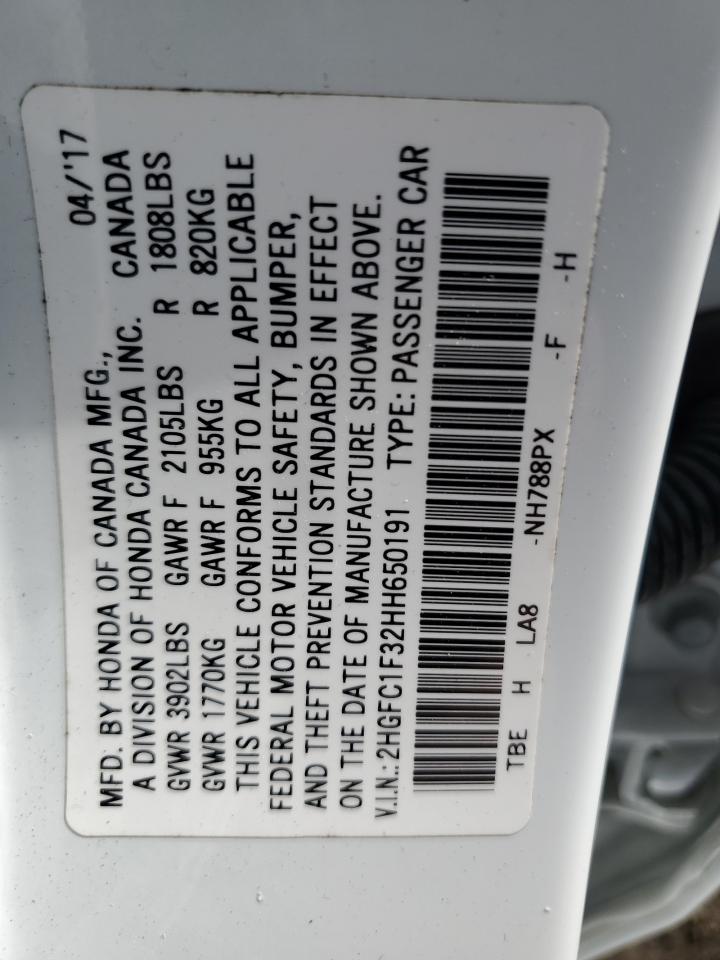 04/'17
MFD. BY HONDA OF CANADA MFG.,
A DIVISION OF HONDA CANADA INC. CANADA
GVWR 3902LBS GAWR F 2105LBS R 1808LBS
GVWR 1770KG GAWR F 955KG R 820KG
THIS VEHICLE CONFORMS TO ALL APPLICABLE
FEDERAL MOTOR VEHICLE SAFETY, BUMPER,
AND THEFT PREVENTION STANDARDS IN EFFECT
ON THE DATE OF MANUFACTURE SHOWN ABOVE.
V.I.N.: 2HGFC1F32HH650191 TYPE: PASSENGER CAR
TBE H LA8 -NH788PX -F -H